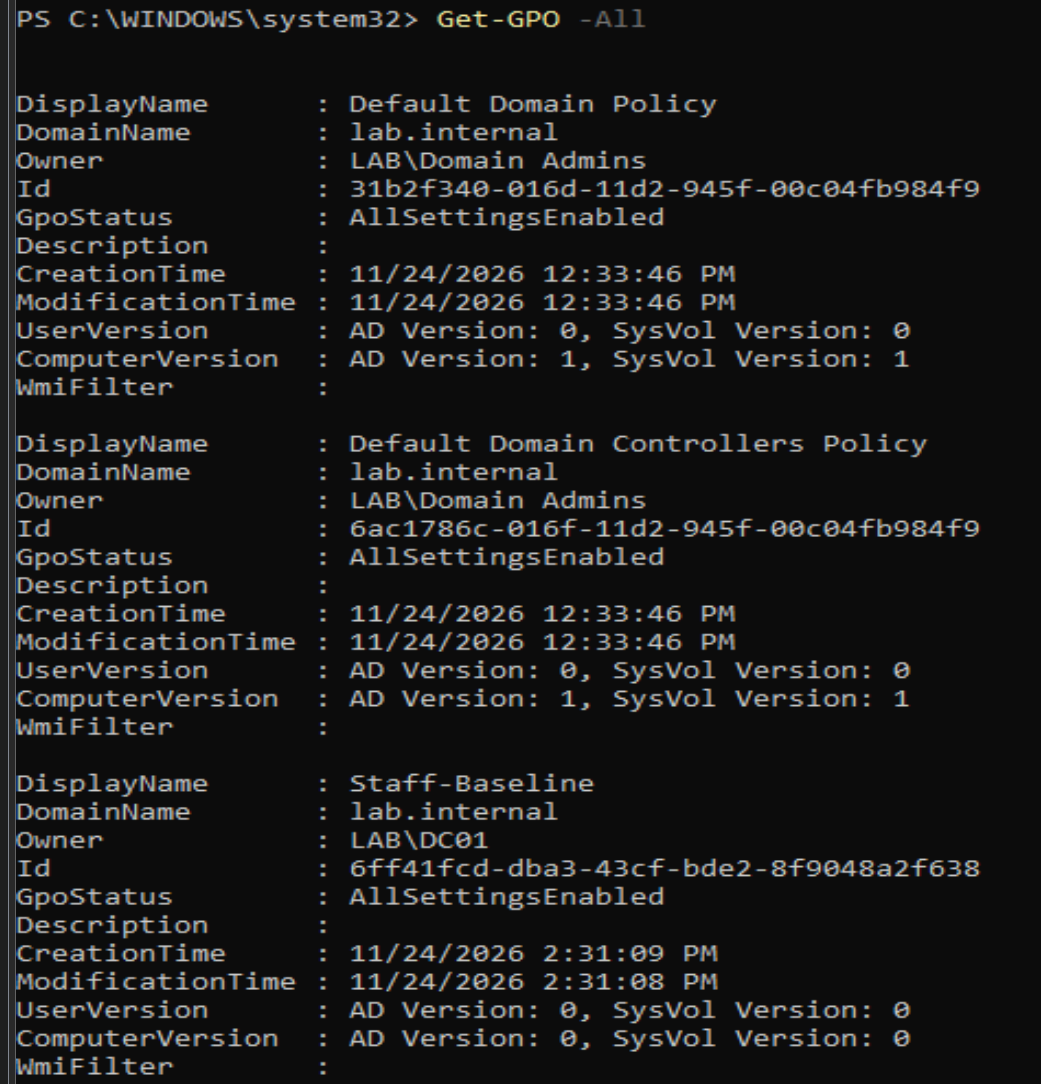 PS C:\WINDOWS\system32> Get-GPO -All
DisplayName : Default Domain Policy
DomainName : lab.internal
Owner : LAB\Domain Admins
Id : 31b2f340-016d-11d2-945f-00c04fb984f9
GpoStatus : AllSettingsEnabled
Description :
CreationTime : 11/24/2026 12:33:46 PM
ModificationTime : 11/24/2026 12:33:46 PM
UserVersion : AD Version: 0, SysVol Version: 0
ComputerVersion : AD Version: 1, SysVol Version: 1
WmiFilter :
DisplayName : Default Domain Controllers Policy
DomainName : lab.internal
Owner : LAB\Domain Admins
Id : 6ac1786c-016f-11d2-945f-00c04fb984f9
GpoStatus : AllSettingsEnabled
Description :
CreationTime : 11/24/2026 12:33:46 PM
ModificationTime : 11/24/2026 12:33:46 PM
UserVersion : AD Version: 0, SysVol Version: 0
ComputerVersion : AD Version: 1, SysVol Version: 1
WmiFilter :
DisplayName : Staff-Baseline
DomainName : lab.internal
Owner : LAB\DC01
Id : 6ff41fcd-dba3-43cf-bde2-8f9048a2f638
GpoStatus : AllSettingsEnabled
Description :
CreationTime : 11/24/2026 2:31:09 PM
ModificationTime : 11/24/2026 2:31:08 PM
UserVersion : AD Version: 0, SysVol Version: 0
ComputerVersion : AD Version: 0, SysVol Version: 0
WmiFilter :